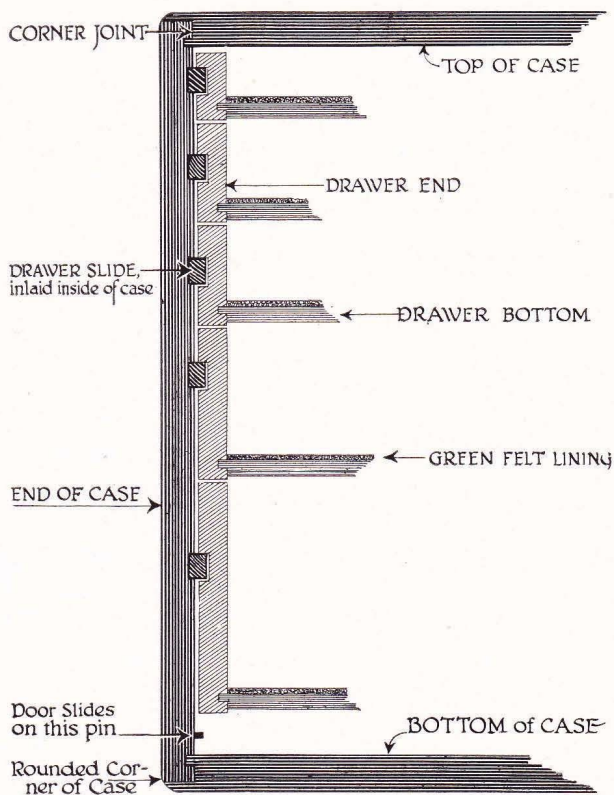 CORNER JOINT
TOP OF CASE
DRAWER END
DRAWER SLIDE,
inlaid inside of case
DRAWER BOTTOM
GREEN FELT LINING
END OF CASE
Door Slides
on this pin
BOTTOM of CASE
Rounded Cor-
ner of Case